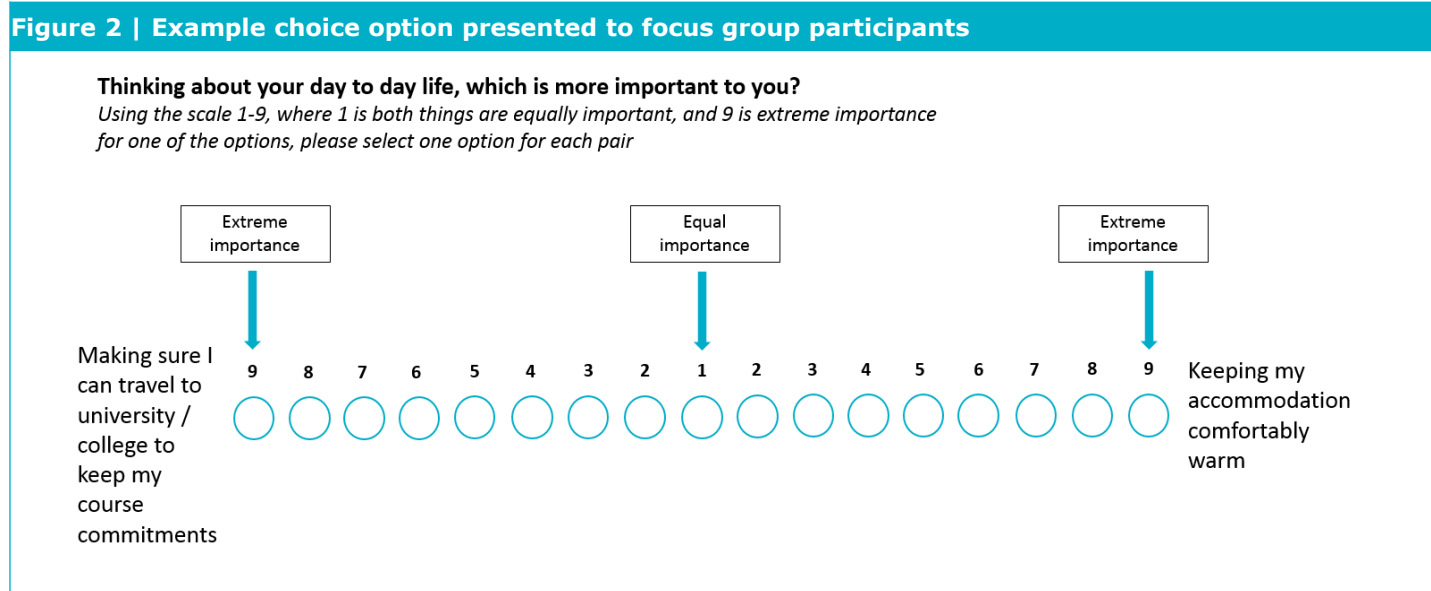 Figure 2 | Example choice option presented to focus group participants
Thinking about your day to day life, which is more important to you?
Using the scale 1-9, where 1 is both things are equally important, and 9 is extreme importance
for one of the options, please select one option for each pair
Extreme
importance
Equal
importance
Extreme
importance
Making sure I
can travel to
university /
college to
keep my
course
commitments
9 8 7 6 5 4 3 2 1 2 3 4 5 6 7 8 9
Keeping my
accommodation
comfortably
warm